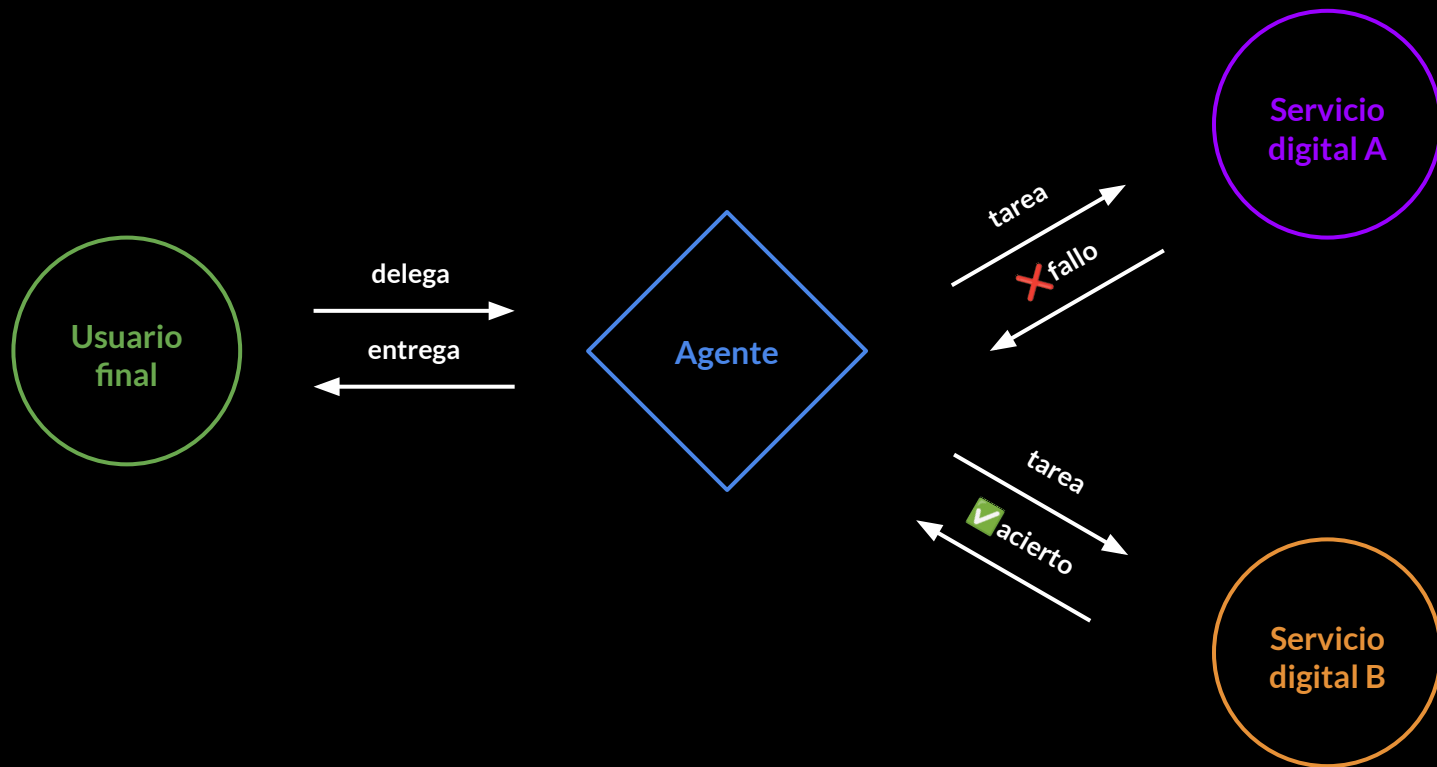 Usuario
final
delega
entrega
Agente
tarea
❌fallo
Servicio
digital A
tarea
✅acierto
Servicio
digital B